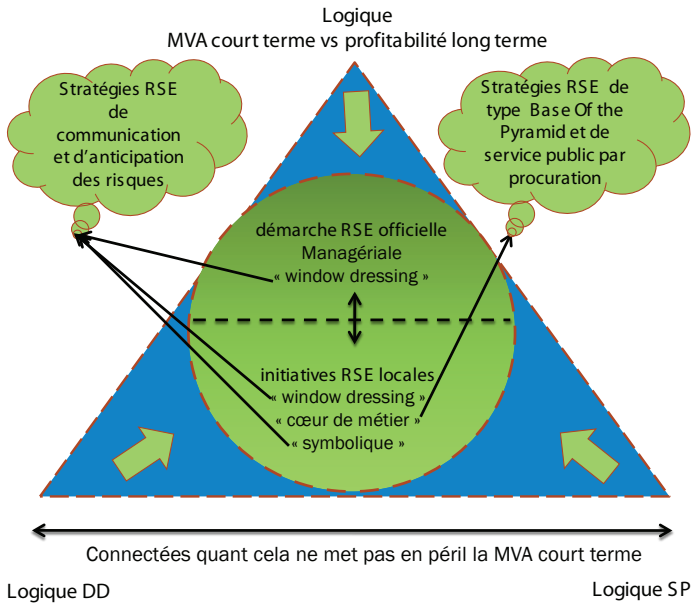 Logique
MVA court terme vs profitabilité long terme
Stratégies RSE
de
communication
et d'anticipation
des risques
Stratégies RSE de
type Base Of the
Pyramid et de
service public par
procuration
démarche RSE officielle
Managériale
« window dressing »
initiatives RSE locales
« window dressing »
« cœur de métier »
« symbolique »
Connectées quant cela ne met pas en péril la MVA court terme
Logique DD
Logique SP